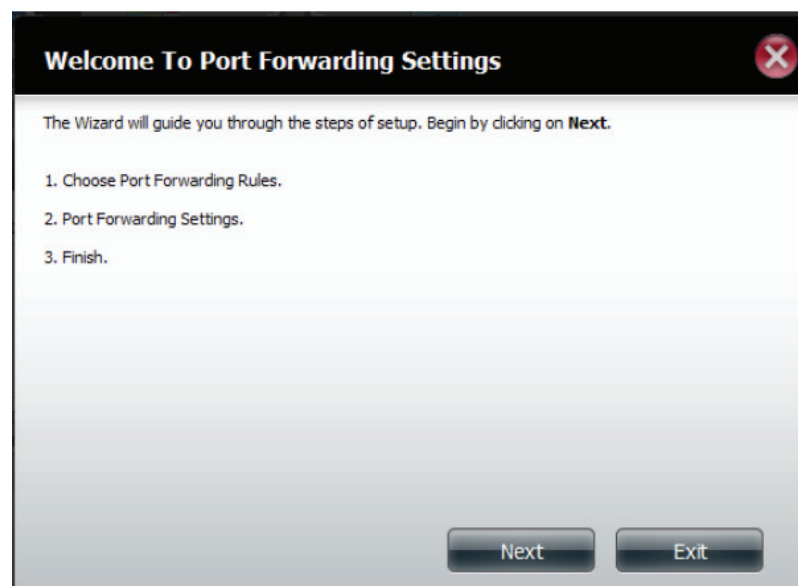 Welcome To Port Forwarding Settings
The Wizard will guide you through the steps of setup. Begin by clicking on Next.
1. Choose Port Forwarding Rules.
2. Port Forwarding Settings.
3. Finish.
Next Exit